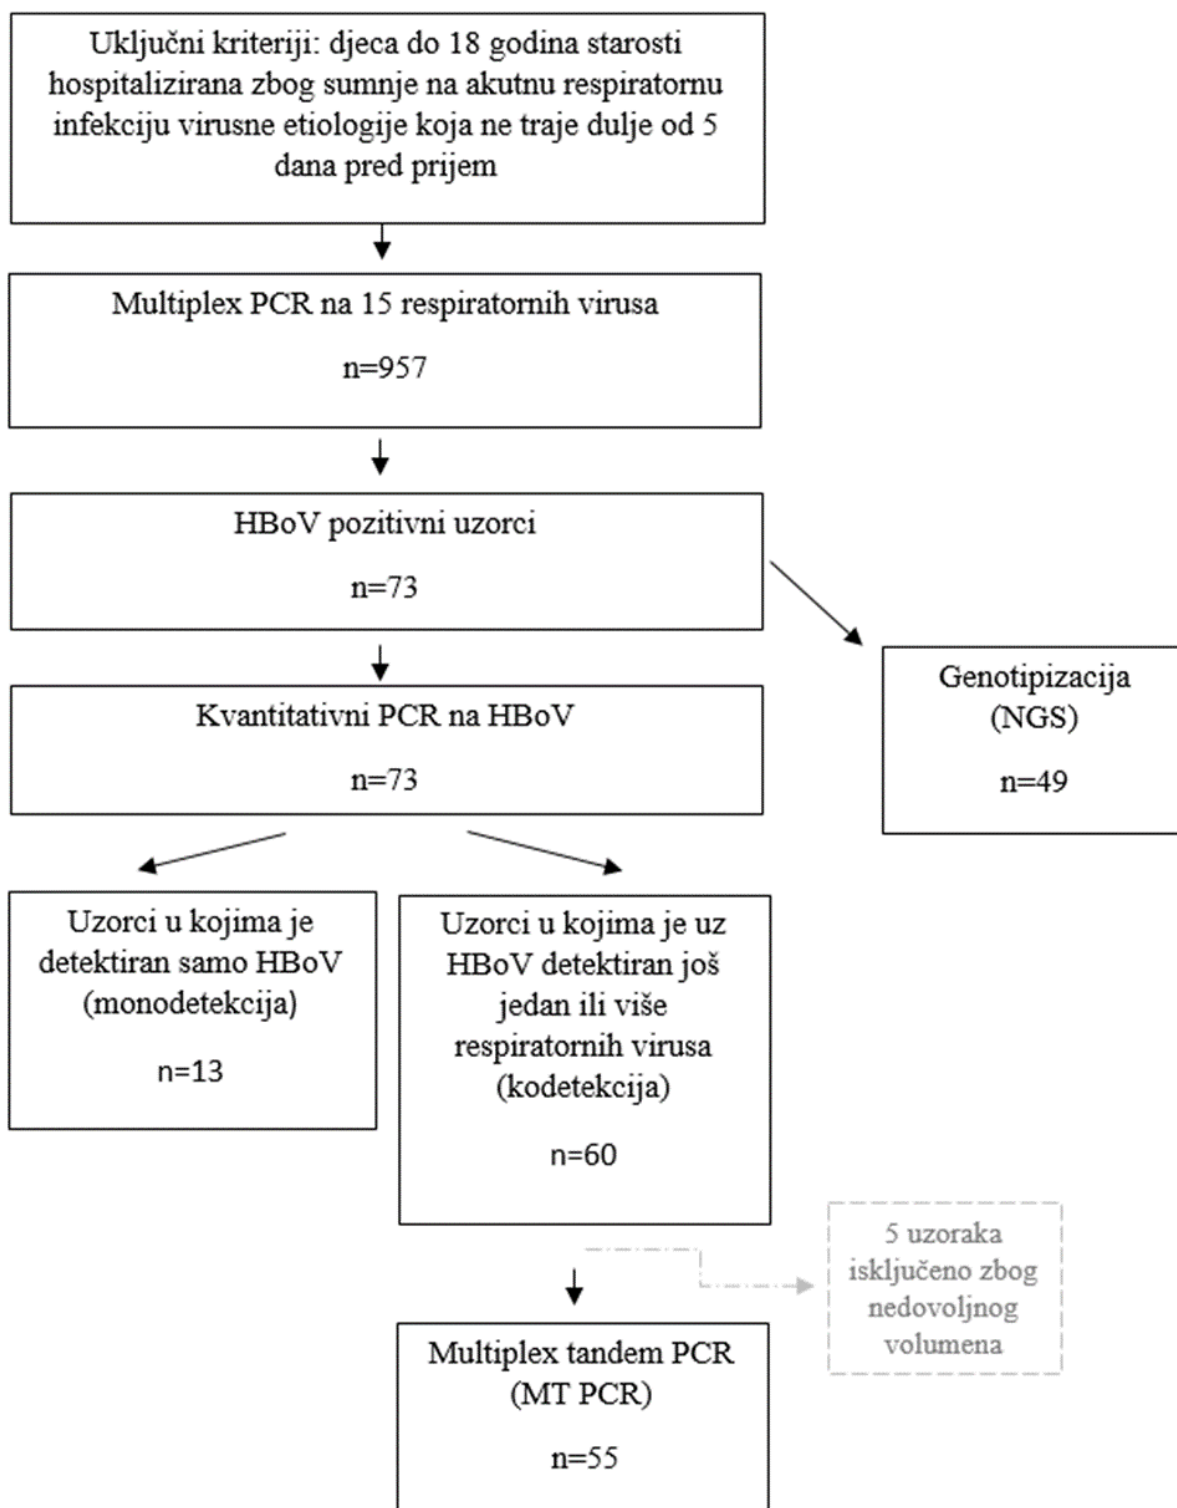 Uključni kriteriji: djeca do 18 godina starosti
hospitalizirana zbog sumnje na akutnu respiratornu
infekciju virusne etiologije koja ne traje dulje od 5
dana pred prijem
Multiplex PCR na 15 respiratornih virusa
n=957
HBoV pozitivni uzorci
n=73
Genotipizacija
(NGS)
n=49
Kvantitativni PCR na HBoV
n=73
Uzorci u kojima je
detektiran samo HBoV
(monodetekcija)
n=13
Uzorci u kojima je uz
HBoV detektiran još
jedan ili više
respiratornih virusa
(kodetekcija)
n=60
5 uzoraka
isključeno zbog
nedovoljnog
volumena
Multiplex tandem PCR
(MT PCR)
n=55